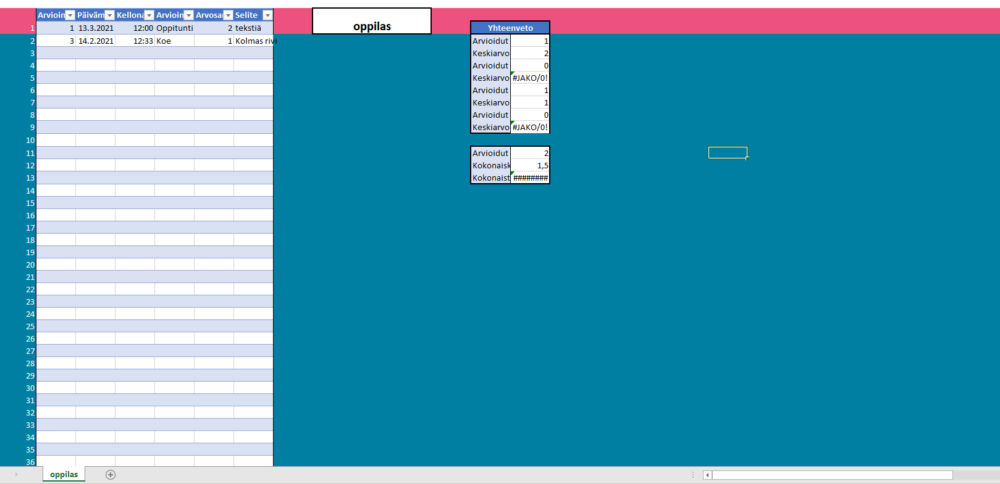 Arvioin Päiväm Kellona Arvioin Arvosa Selite
oppilas
Yhteenveto
1 1 13.3.2021 12:00 Oppitunti 2 tekstiä
2 3 14.2.2021 12:33 Koe 1 Kolmas rivi
Arvioidut 1
3
Keskiarvo 2
4
Arvioidut 0
5
Keskiarvo #JAKO/0!
6
Arvioidut 1
7
Keskiarvo 1
8
Arvioidut 0
9
Keskiarvo #JAKO/0!
10
11
Arvioidut 2
12
Kokonaisk 1,5
13
Kokonaist ########
14
15
16
17
18
19
20
21
22
23
24
25
26
27
28
29
30
31
32
33
34
35
36
oppilas